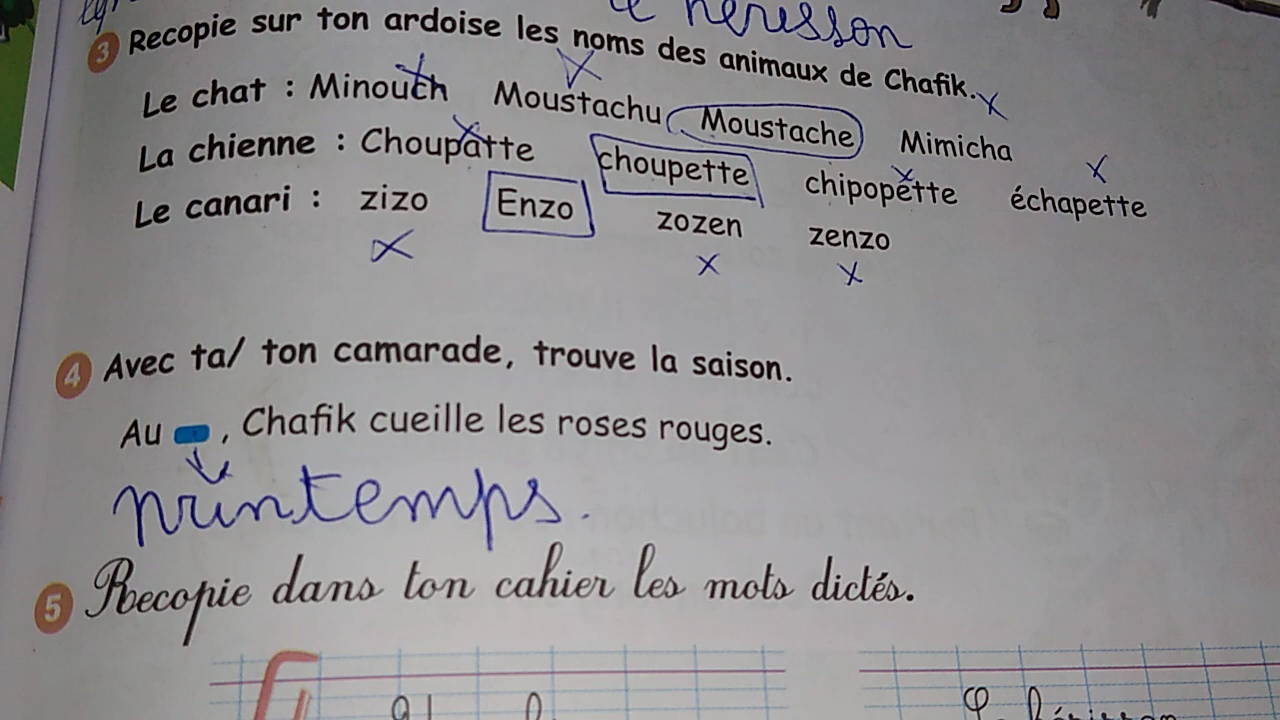 le hérisson
3 Recopie sur ton ardoise les noms des animaux de Chafik.
Le chat : Minouch Moustachu Moustache Mimicha
La chienne : Choupatte choupette chipopette échapette
Le canari : zizo Enzo zozen zenzo
4 Avec ta/ ton camarade, trouve la saison.
Au , Chafik cueille les roses rouges.
printemps.
5 Recopie dans ton cahier les mots dictés.